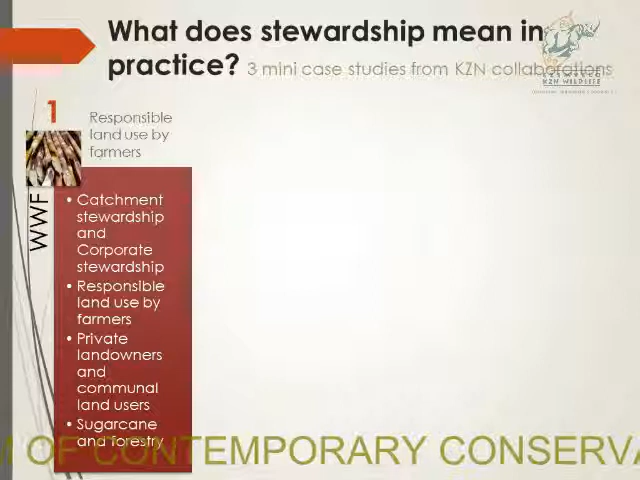 What does stewardship mean in
practice? 3 mini case studies from KZN collaborations
KZN WILDLIFE
1
Responsible
land use by
farmers
WWF
• Catchment
stewardship
and
Corporate
stewardship
• Responsible
land use by
farmers
• Private
landowners
and
communal
land users
• Sugarcane
and forestry
OF CONTEMPORARY CONSERVA